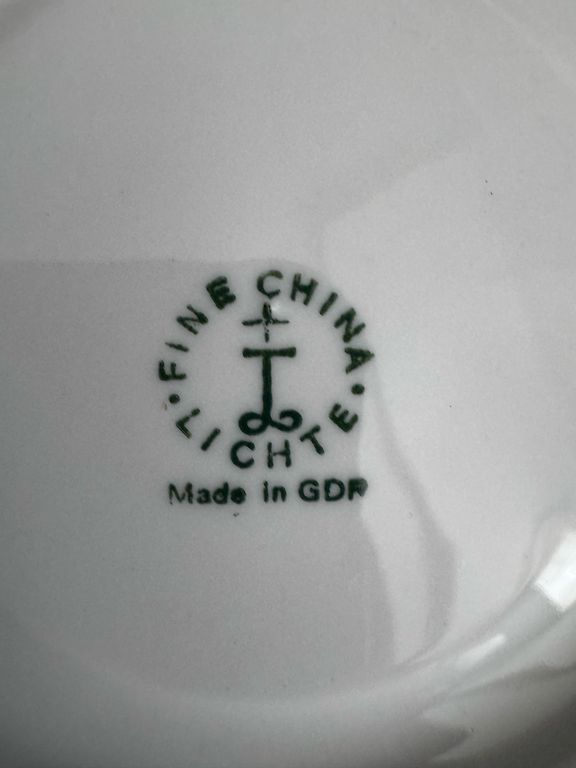 FINE CHINA
• LICHTE •
Made in GDR